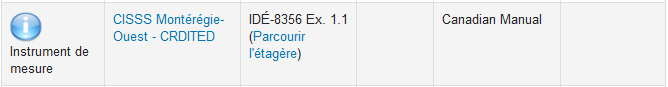 Instrument de
mesure
CISSS Montérégie-
Ouest - CRDITED
IDÉ-8356 Ex. 1.1
(Parcourir
l'étagère)
Canadian Manual